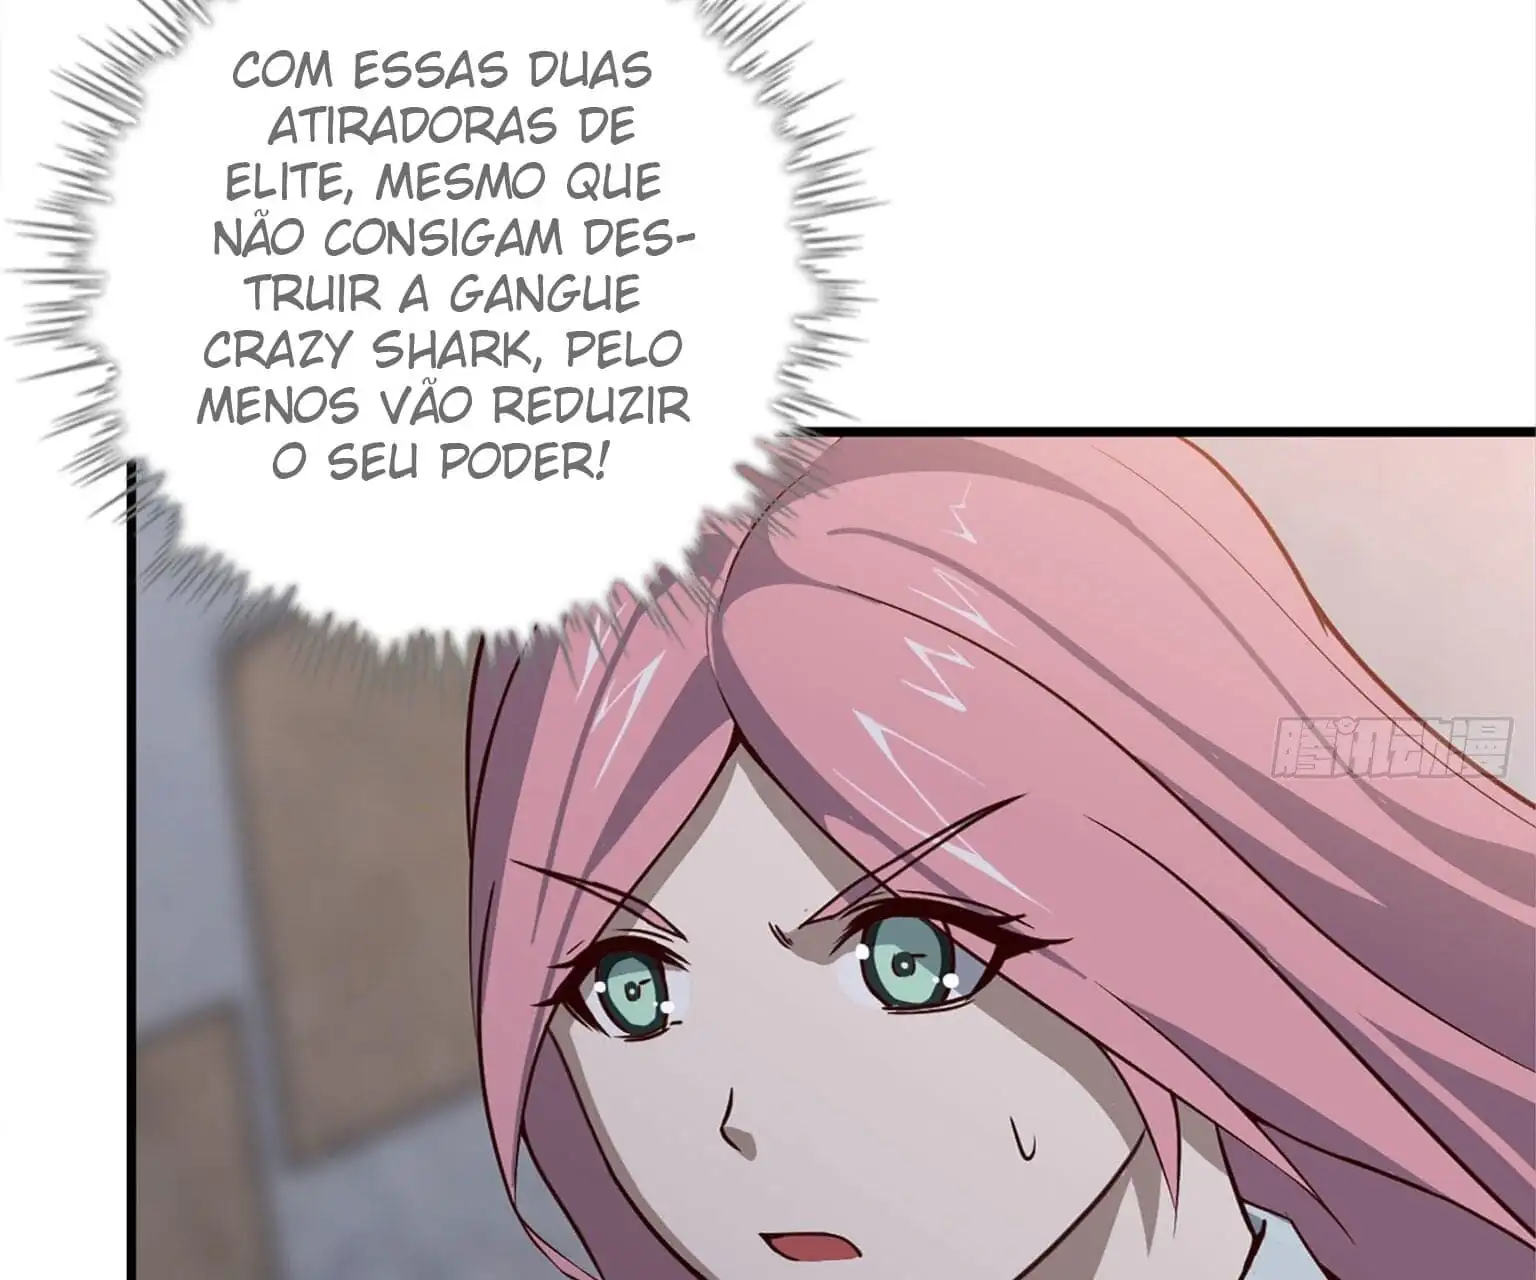 COM ESSAS DUAS
ATIRADORAS DE
ELITE, MESMO QUE
NÃO CONSIGAM DES-
TRUIR A GANGUE
CRAZY SHARK, PELO
MENOS VÃO REDUZIR
O SEU PODER!
腾讯动漫